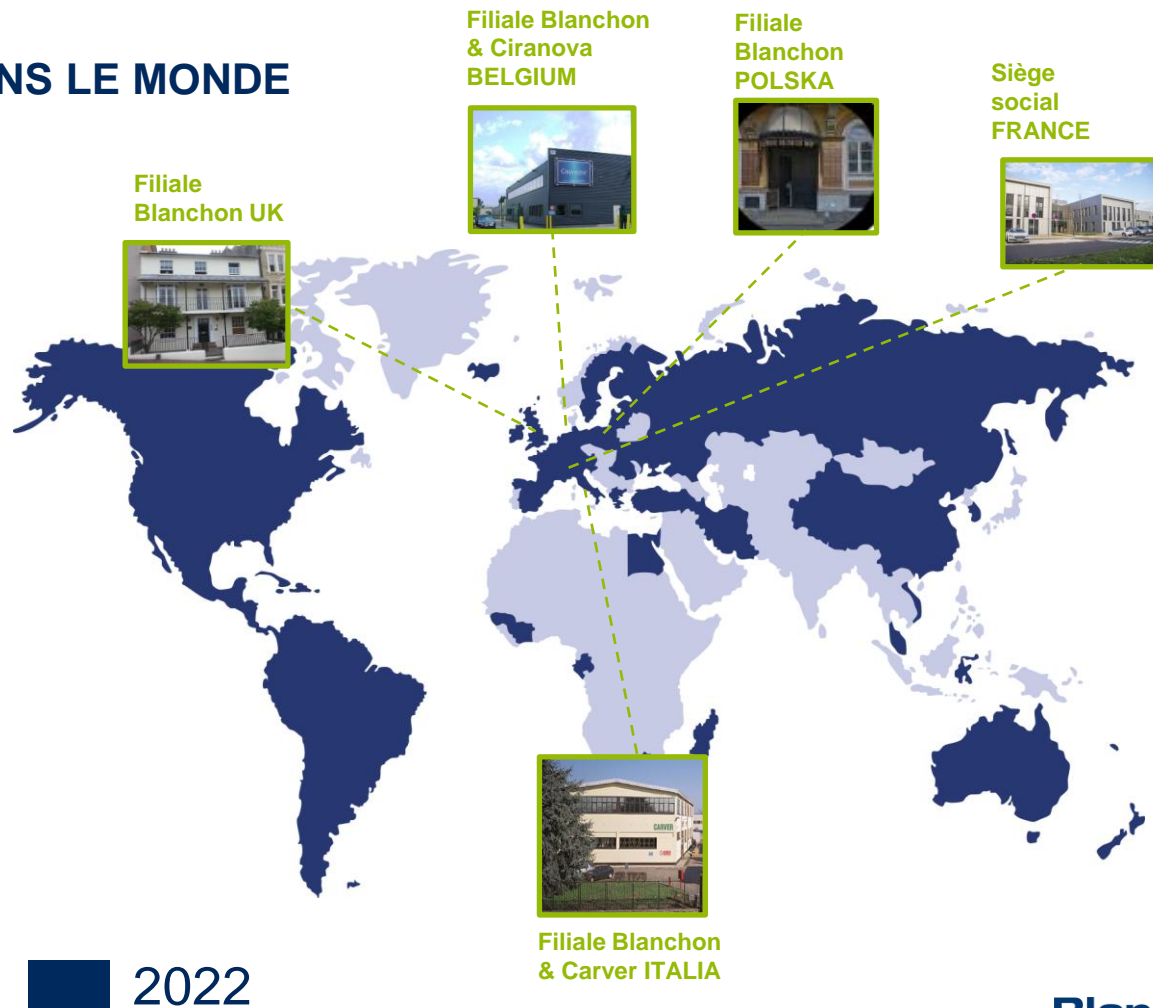 NS LE MONDE
Filiale Blanchon
& Ciranova
BELGIUM
Filiale
Blanchon
POLSKA
Siège
social
FRANCE
Filiale
Blanchon UK
CARVER
Filiale Blanchon
& Carver ITALIA
2022